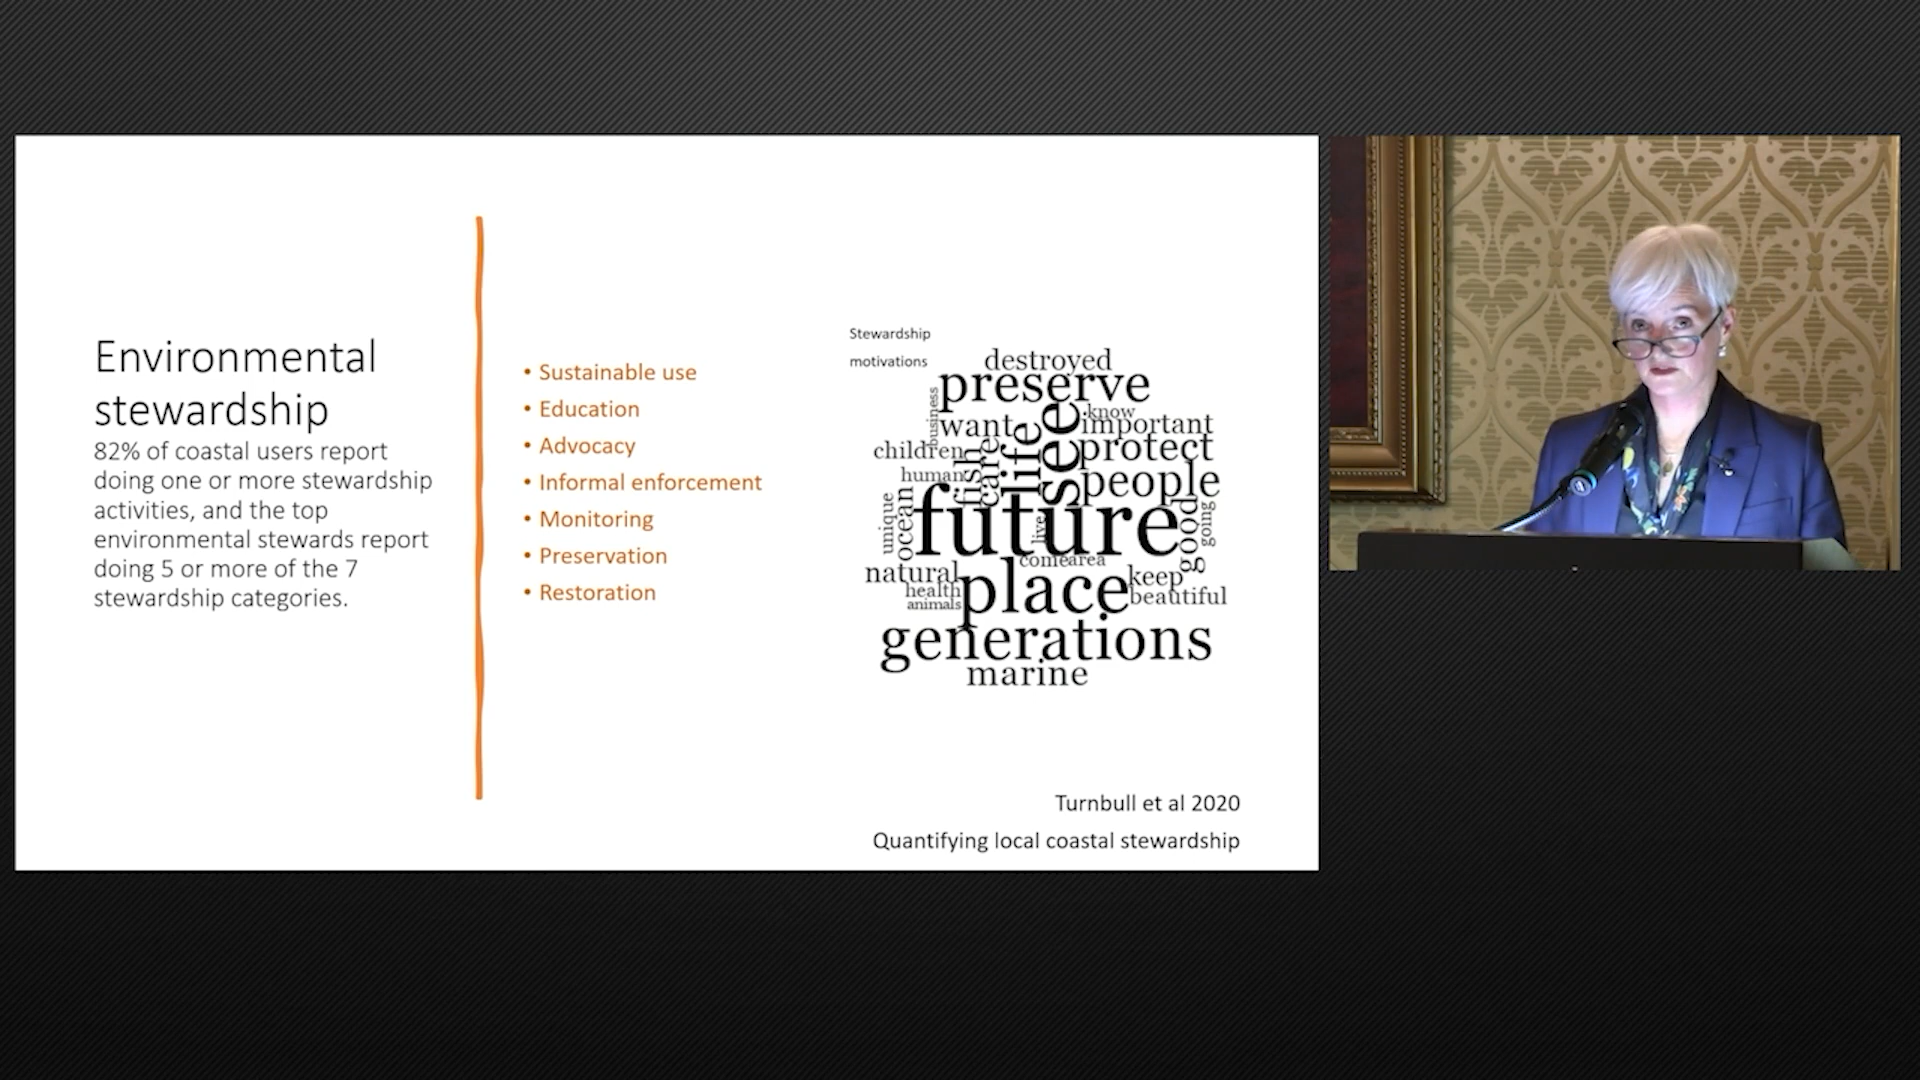 Environmental
stewardship
82% of coastal users report
doing one or more stewardship
activities, and the top
environmental stewards report
doing 5 or more of the 7
stewardship categories.
• Sustainable use
• Education
• Advocacy
• Informal enforcement
• Monitoring
• Preservation
• Restoration
Stewardship
motivations
destroyed
preserve
business
know
want
important
see
life
care
fish
children
protect
human
people
unique
ocean
future
live
good
going
come
area
natural
keep
health
animals
place
beautiful
generations
marine
Turnbull et al 2020
Quantifying local coastal stewardship